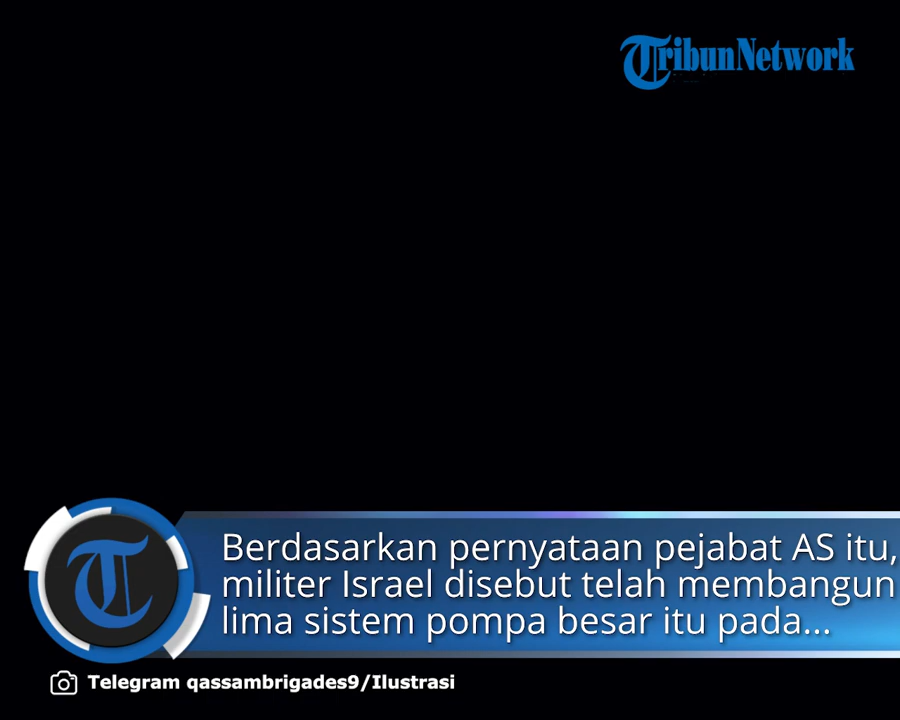 TribunNetwork
Berdasarkan pernyataan pejabat AS itu,
militer Israel disebut telah membangun
lima sistem pompa besar itu pada...
T
Telegram qassambrigades9/Ilustrasi